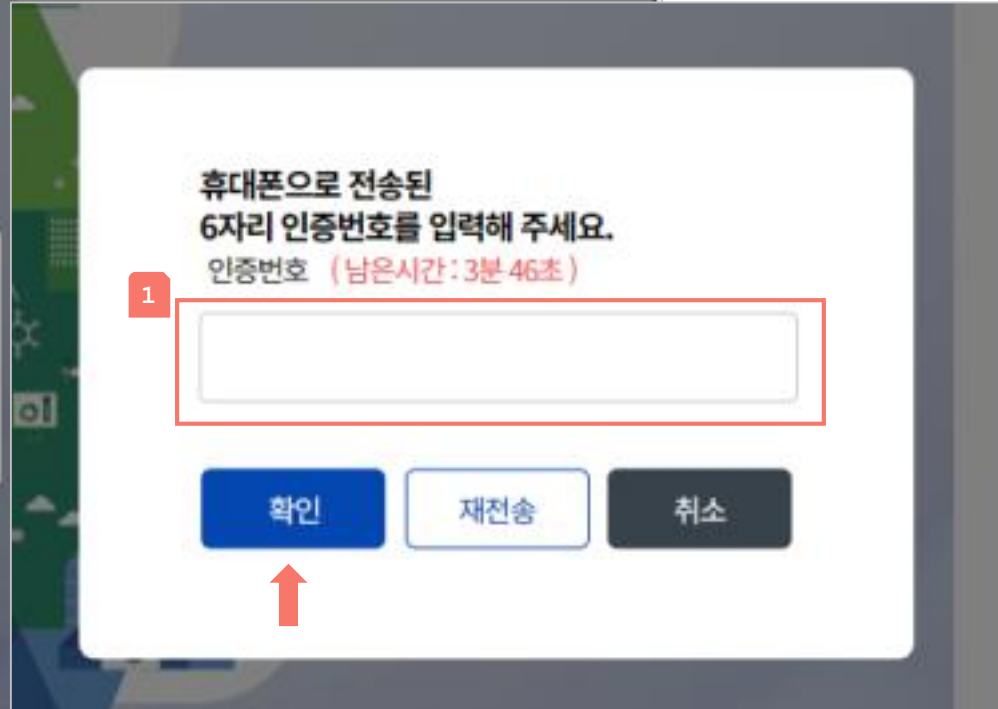 휴대폰으로 전송된
6자리 인증번호를 입력해 주세요.
인증번호 ( 남은시간 : 3분 46초 )
1
이
확인 재전송 취소